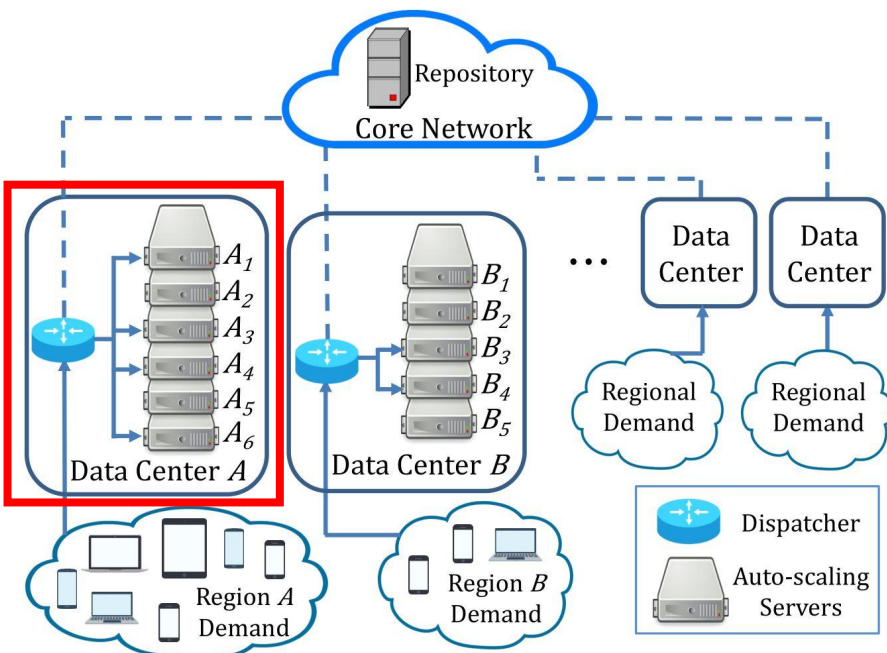 Repository
Core Network
A1
A2
A3
A4
A5
A6
Data Center A
B1
B2
B3
B4
B5
Data Center B
...
Data
Center
Data
Center
Regional
Demand
Regional
Demand
Region A
Demand
Region B
Demand
Dispatcher
Auto-scaling
Servers